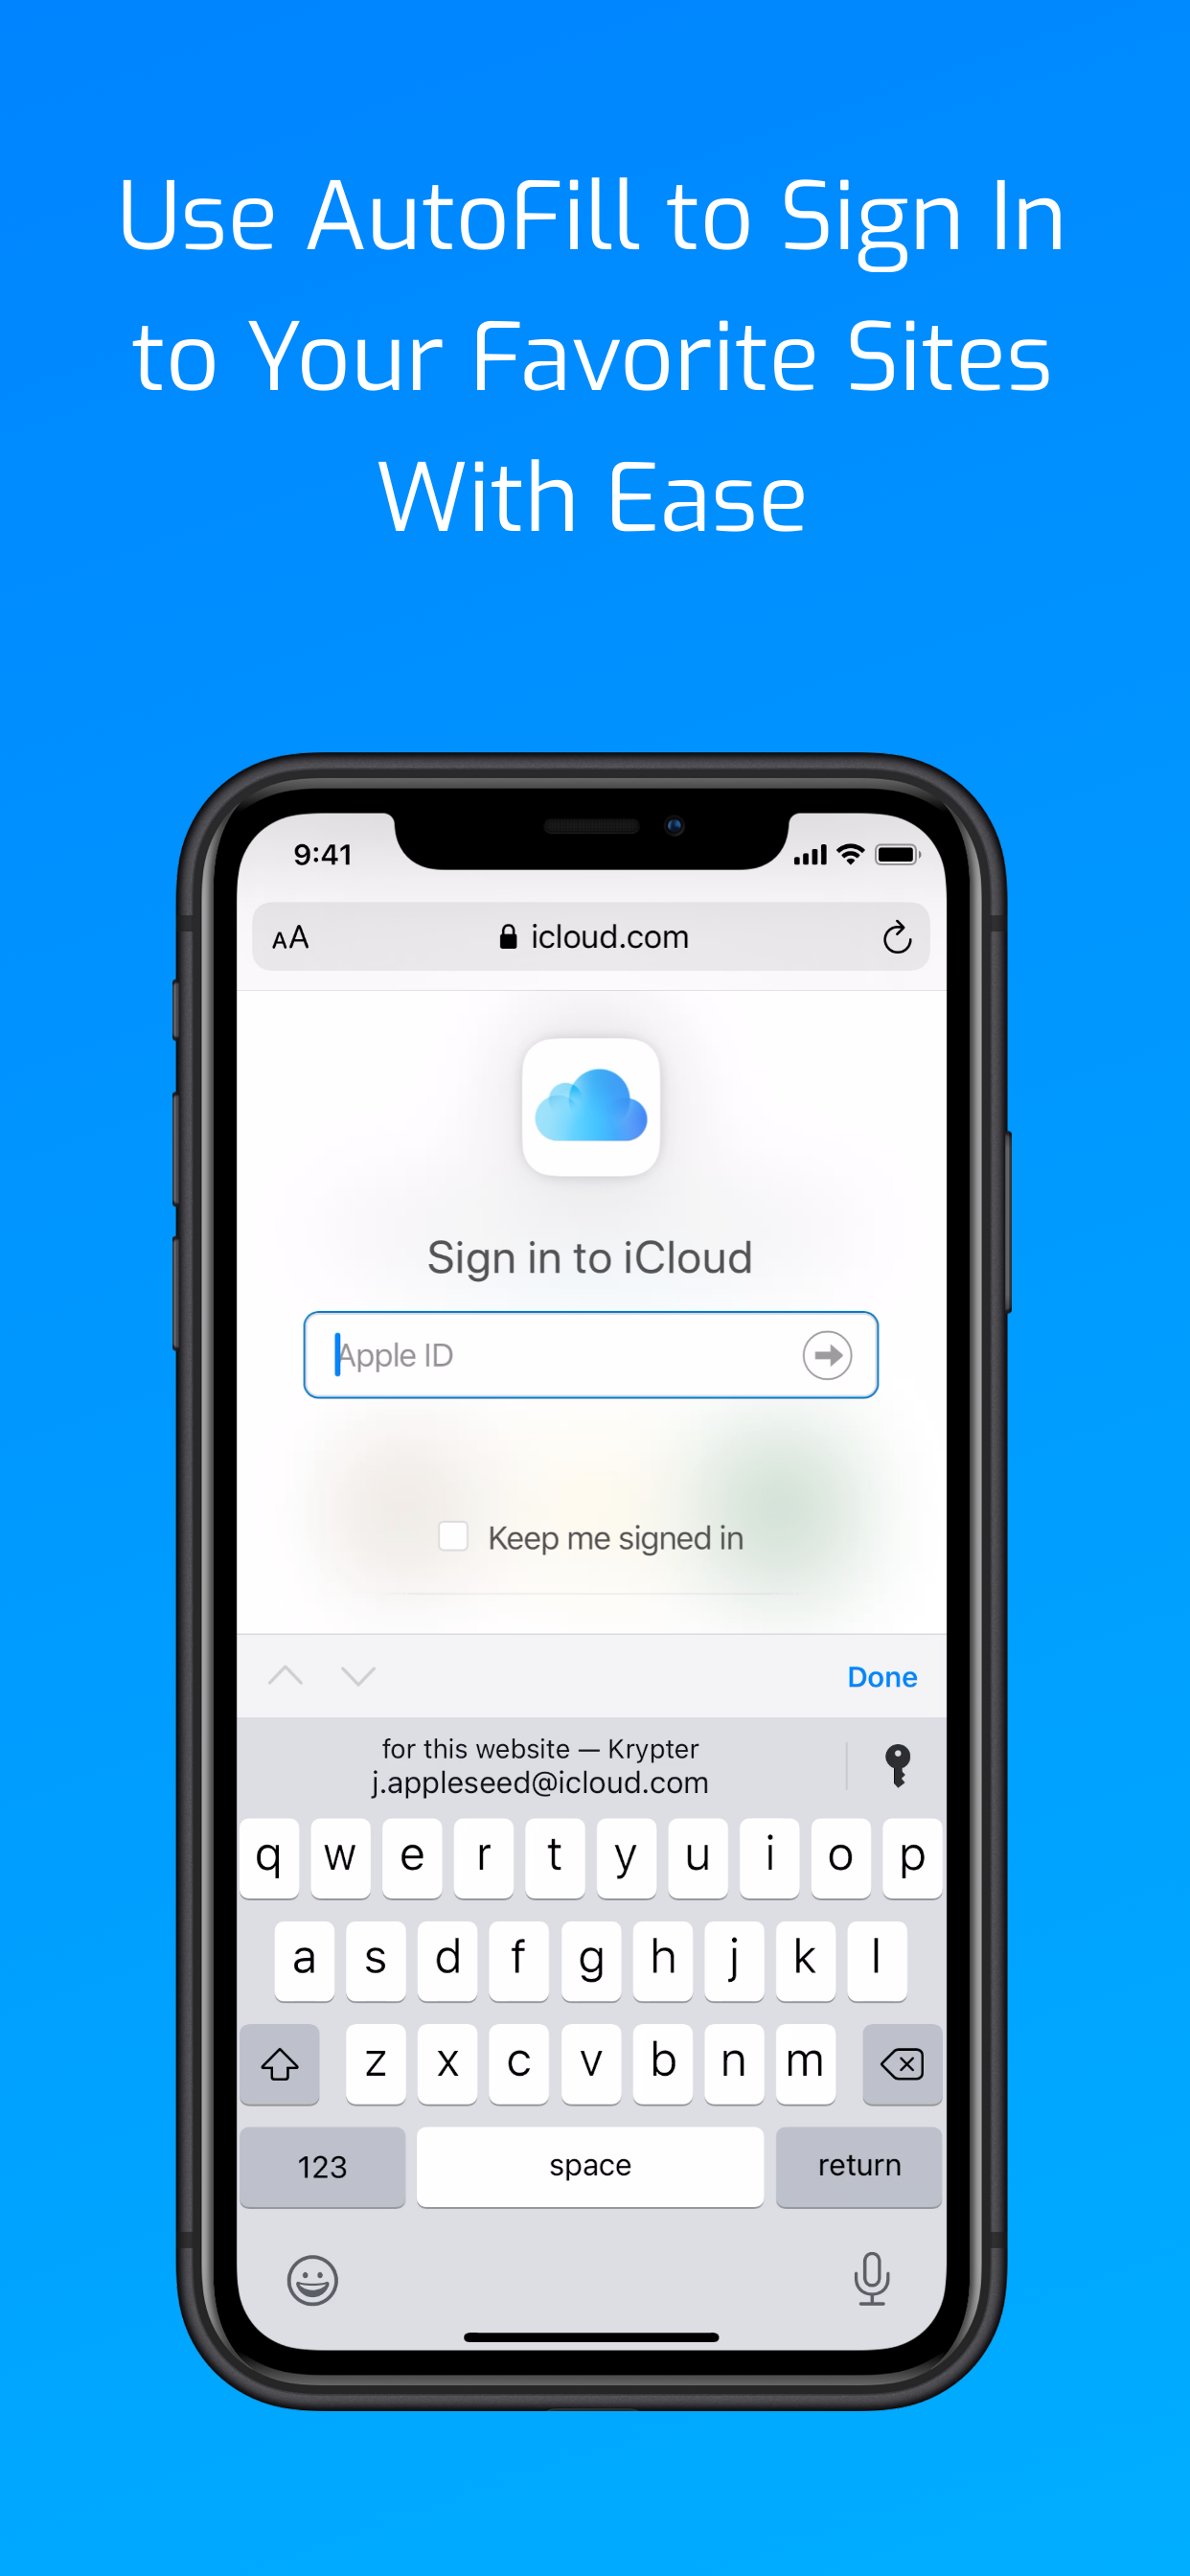 Use AutoFill to Sign In
to Your Favorite Sites
With Ease
9:41
AA icloud.com
Sign in to iCloud
Apple ID
Keep me signed in
Done
for this website — Krypter
j.appleseed@icloud.com
q w e r t y u i o p
a s d f g h j k l
z x c v b n m
123 space return